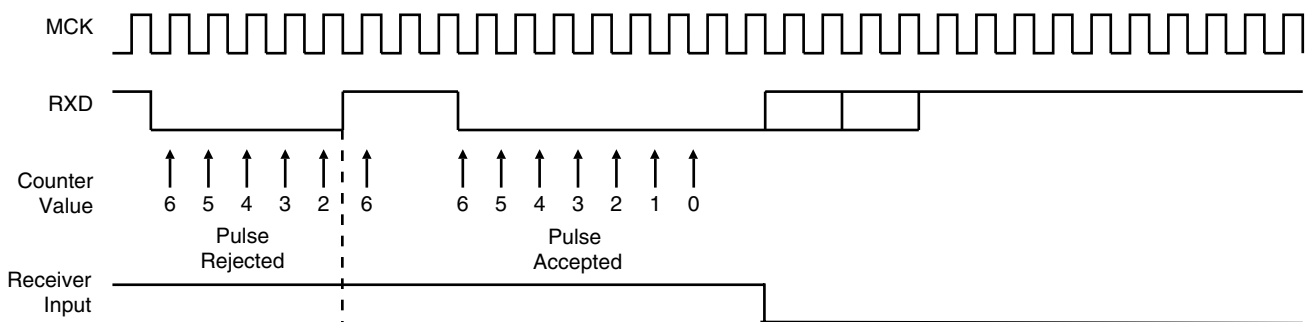 MCK
RXD
Counter
Value
6 5 4 3 2 6 6 5 4 3 2 1 0
Pulse
Rejected
Pulse
Accepted
Receiver
Input